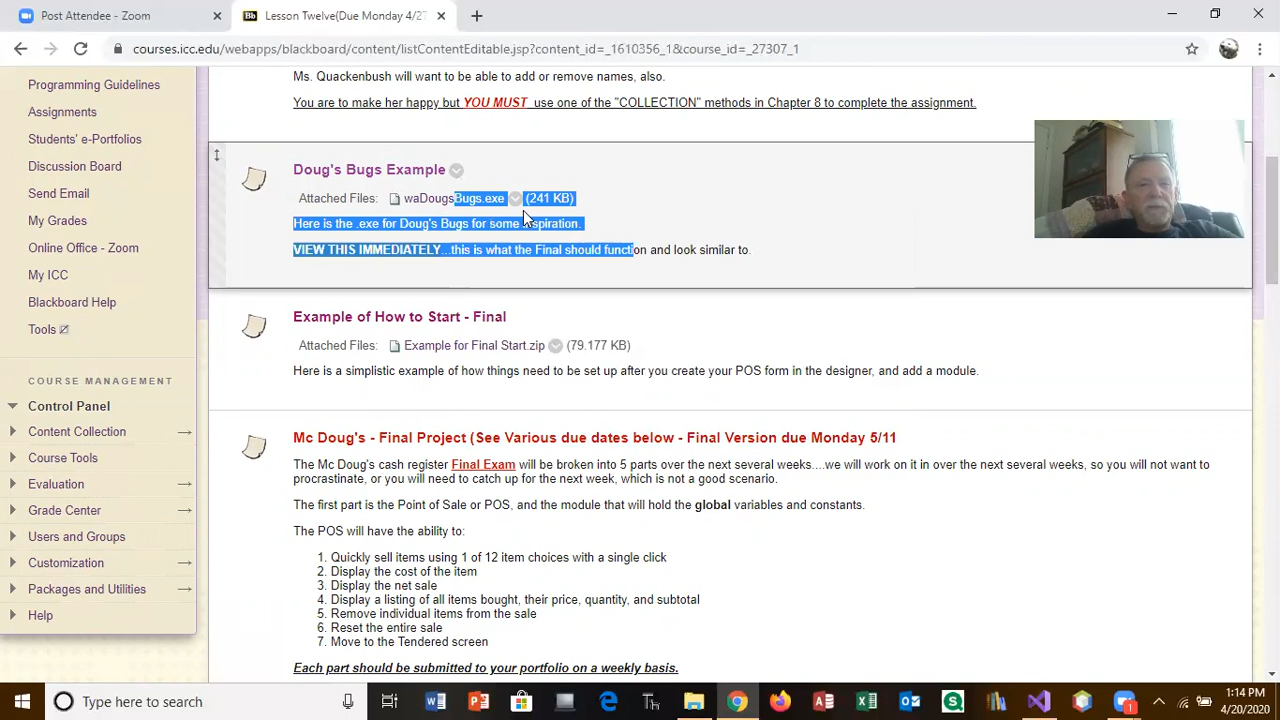 Post Attendee - Zoom
Bb Lesson Twelve(Due Monday 4/27
courses.icc.edu/webapps/blackboard/content/listContentEditable.jsp?content_id=_1610356_1&course_id=_27307_1
Programming Guidelines
Assignments
Students' e-Portfolios
Discussion Board
Send Email
My Grades
Online Office - Zoom
My ICC
Blackboard Help
Tools
COURSE MANAGEMENT
Control Panel
Content Collection
Course Tools
Evaluation
Grade Center
Users and Groups
Customization
Packages and Utilities
Help
Ms. Quackenbush will want to be able to add or remove names, also.
You are to make her happy but YOU MUST use one of the "COLLECTION" methods in Chapter 8 to complete the assignment.
Doug's Bugs Example
Attached Files: waDougsBugs.exe (241 KB)
Here is the .exe for Doug's Bugs for some inspiration.
VIEW THIS IMMEDIATELY...this is what the Final should function and look similar to.
Example of How to Start - Final
Attached Files: Example for Final Start.zip (79.177 KB)
Here is a simplistic example of how things need to be set up after you create your POS form in the designer, and add a module.
Mc Doug's - Final Project (See Various due dates below - Final Version due Monday 5/11
The Mc Doug's cash register Final Exam will be broken into 5 parts over the next several weeks....we will work on it in over the next several weeks, so you will not want to
procrastinate, or you will need to catch up for the next week, which is not a good scenario.
The first part is the Point of Sale or POS, and the module that will hold the global variables and constants.
The POS will have the ability to:
1. Quickly sell items using 1 of 12 item choices with a single click
2. Display the cost of the item
3. Display the net sale
4. Display a listing of all items bought, their price, quantity, and subtotal
5. Remove individual items from the sale
6. Reset the entire sale
7. Move to the Tendered screen
Each part should be submitted to your portfolio on a weekly basis.
Type here to search
1:14 PM
4/20/2020